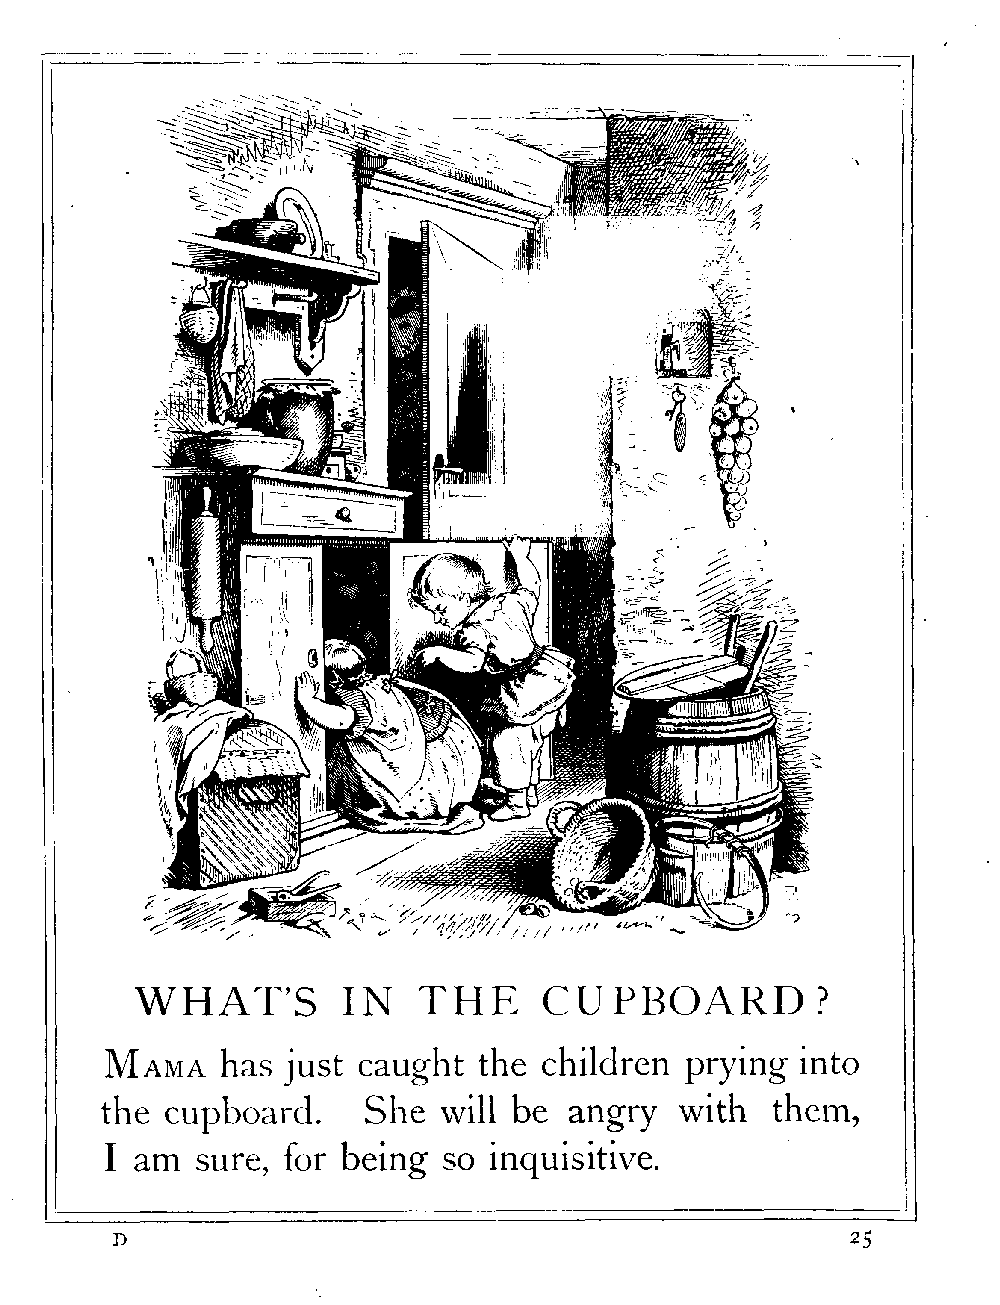 WHAT'S IN THE CUPBOARD?
MAMA has just caught the children prying into
the cupboard. She will be angry with them,
I am sure, for being so inquisitive.
D 25